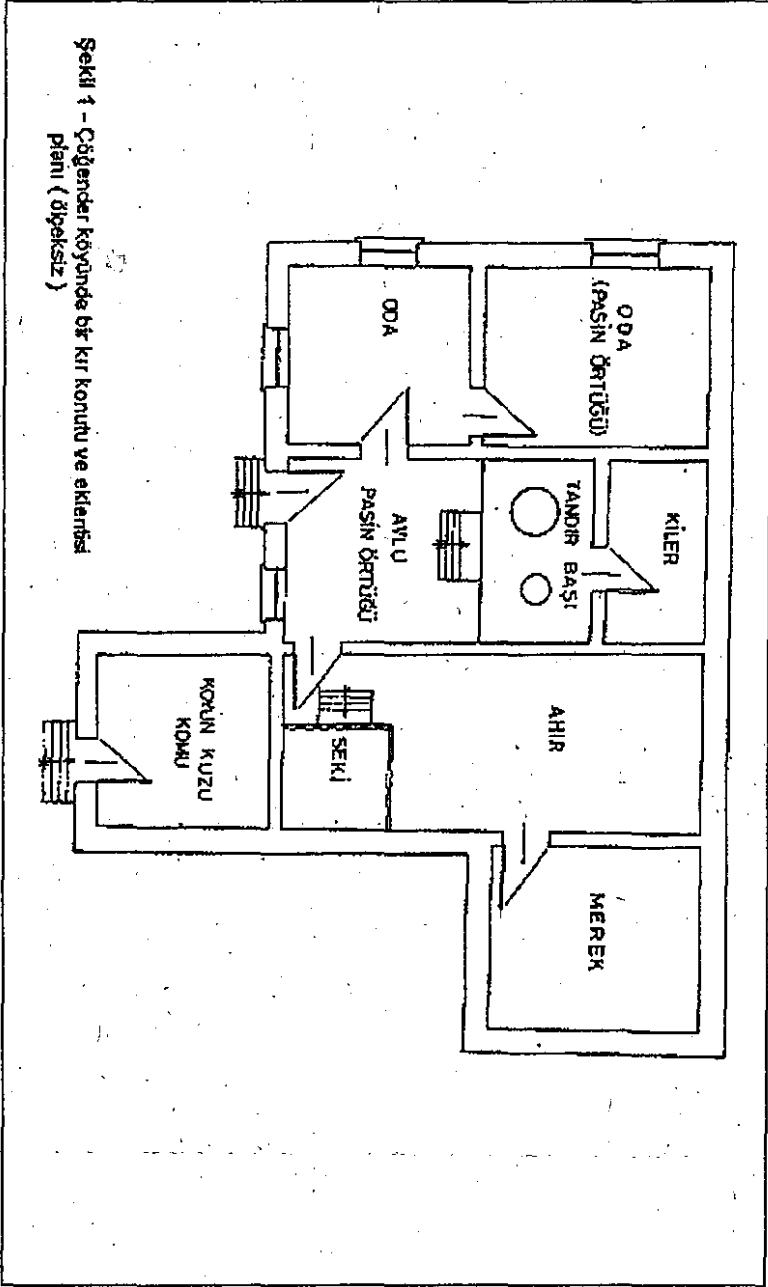 ODA
(PASİN ÖRTÜĞÜ)
KİLER
TANDIR BAŞI
ODA
AVLU
PASİN ÖRTÜĞÜ
AHIR
SEKİ
MEREK
KOYUN KUZU
KOMU
Şekil 1 - Çöğender köyünde bir kır konutu ve eklentisi
planı ( ölçeksiz )